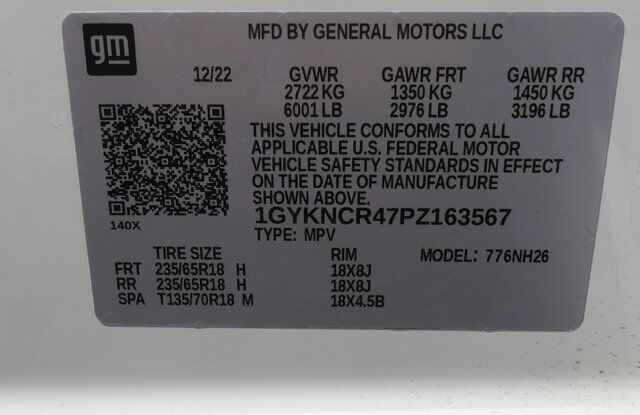 gm
MFD BY GENERAL MOTORS LLC
12/22 GVWR GAWR FRT GAWR RR
2722 KG 1350 KG 1450 KG
6001 LB 2976 LB 3196 LB
THIS VEHICLE CONFORMS TO ALL
APPLICABLE U.S. FEDERAL MOTOR
VEHICLE SAFETY STANDARDS IN EFFECT
ON THE DATE OF MANUFACTURE
SHOWN ABOVE.
1GYKNCR47PZ163567
140X
TYPE: MPV
TIRE SIZE RIM MODEL: 776NH26
FRT 235/65R18 H 18X8J
RR 235/65R18 H 18X8J
SPA T135/70R18 M 18X4.5B